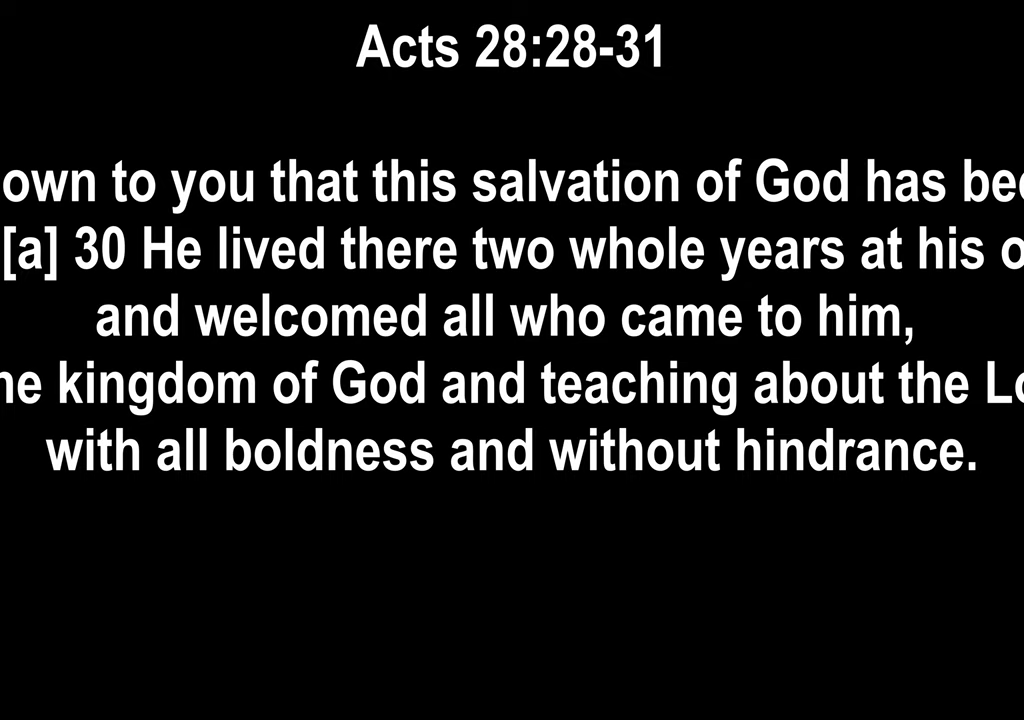 Acts 28:28-31
own to you that this salvation of God has bee
[a] 30 He lived there two whole years at his o
and welcomed all who came to him,
he kingdom of God and teaching about the Lo
with all boldness and without hindrance.